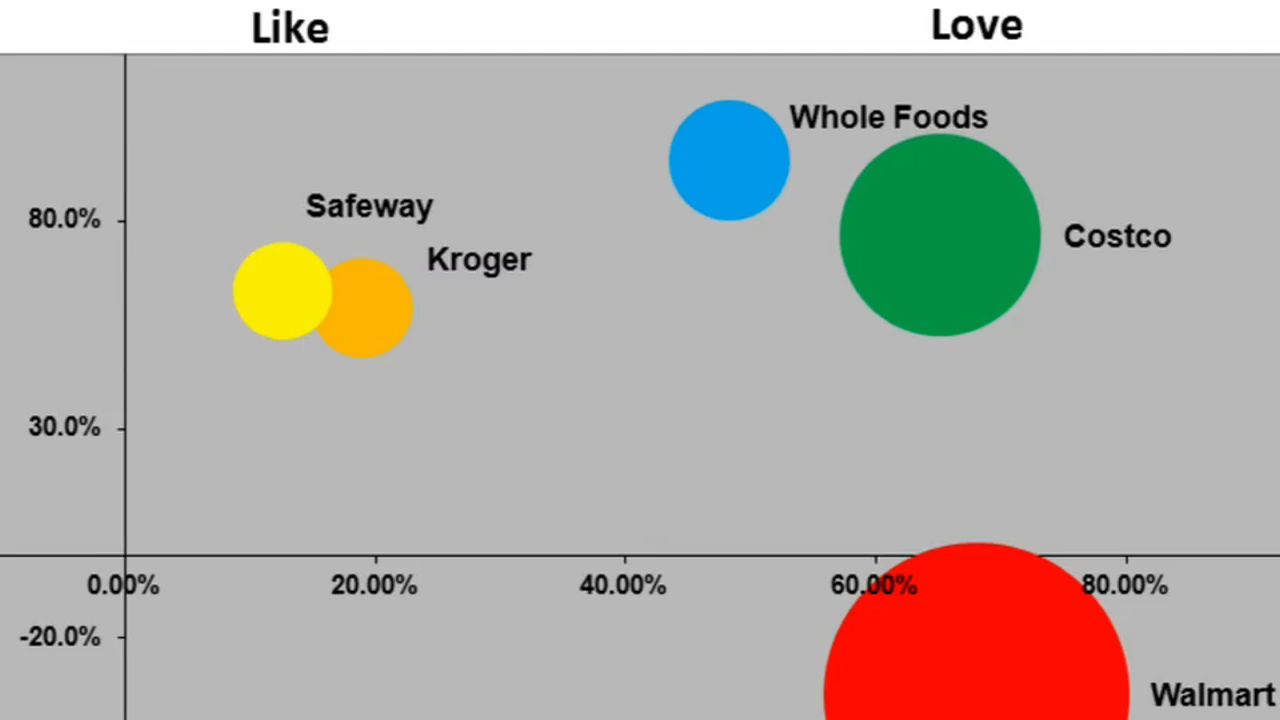 Like
Love
Whole Foods
Safeway
80.0%
Costco
Kroger
30.0%
0.00%
20.00%
40.00%
60.00%
80.00%
-20.0%
Walmart